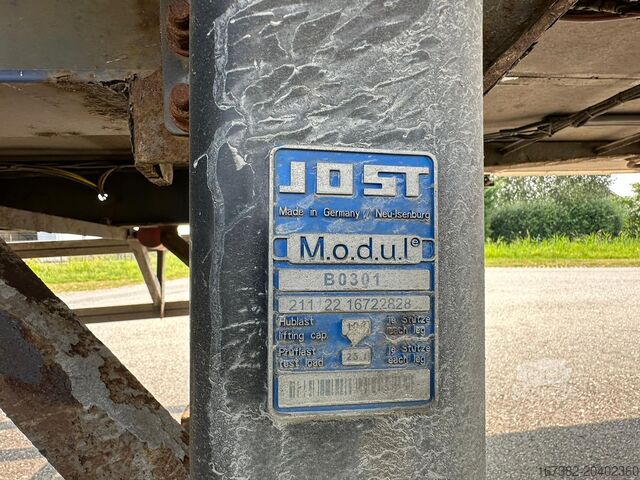 JOST
Made in Germany / Neu-Isenburg
M.o.d.u.l e
B0301
211 22 16722828
Hublast je Stütze
lifting cap. each leg
Prüflast je Stütze
test load 25 each leg
167382-20402360